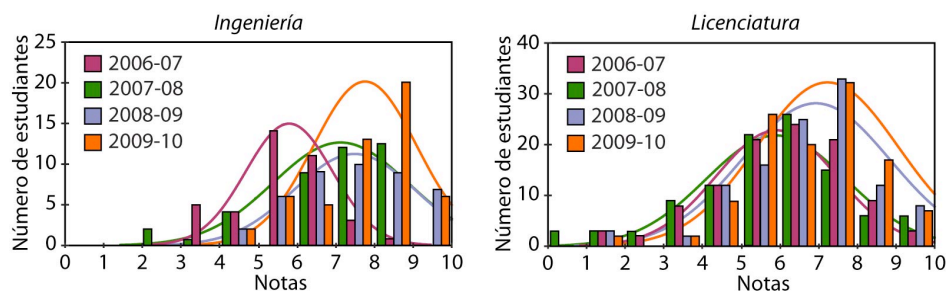 Ingeniería
Número de estudiantes
25
20
15
10
5
0
2006-07
2007-08
2008-09
2009-10
0 1 2 3 4 5 6 7 8 9 10
Notas
Licenciatura
Número de estudiantes
40
30
20
10
0
2006-07
2007-08
2008-09
2009-10
0 1 2 3 4 5 6 7 8 9 10
Notas